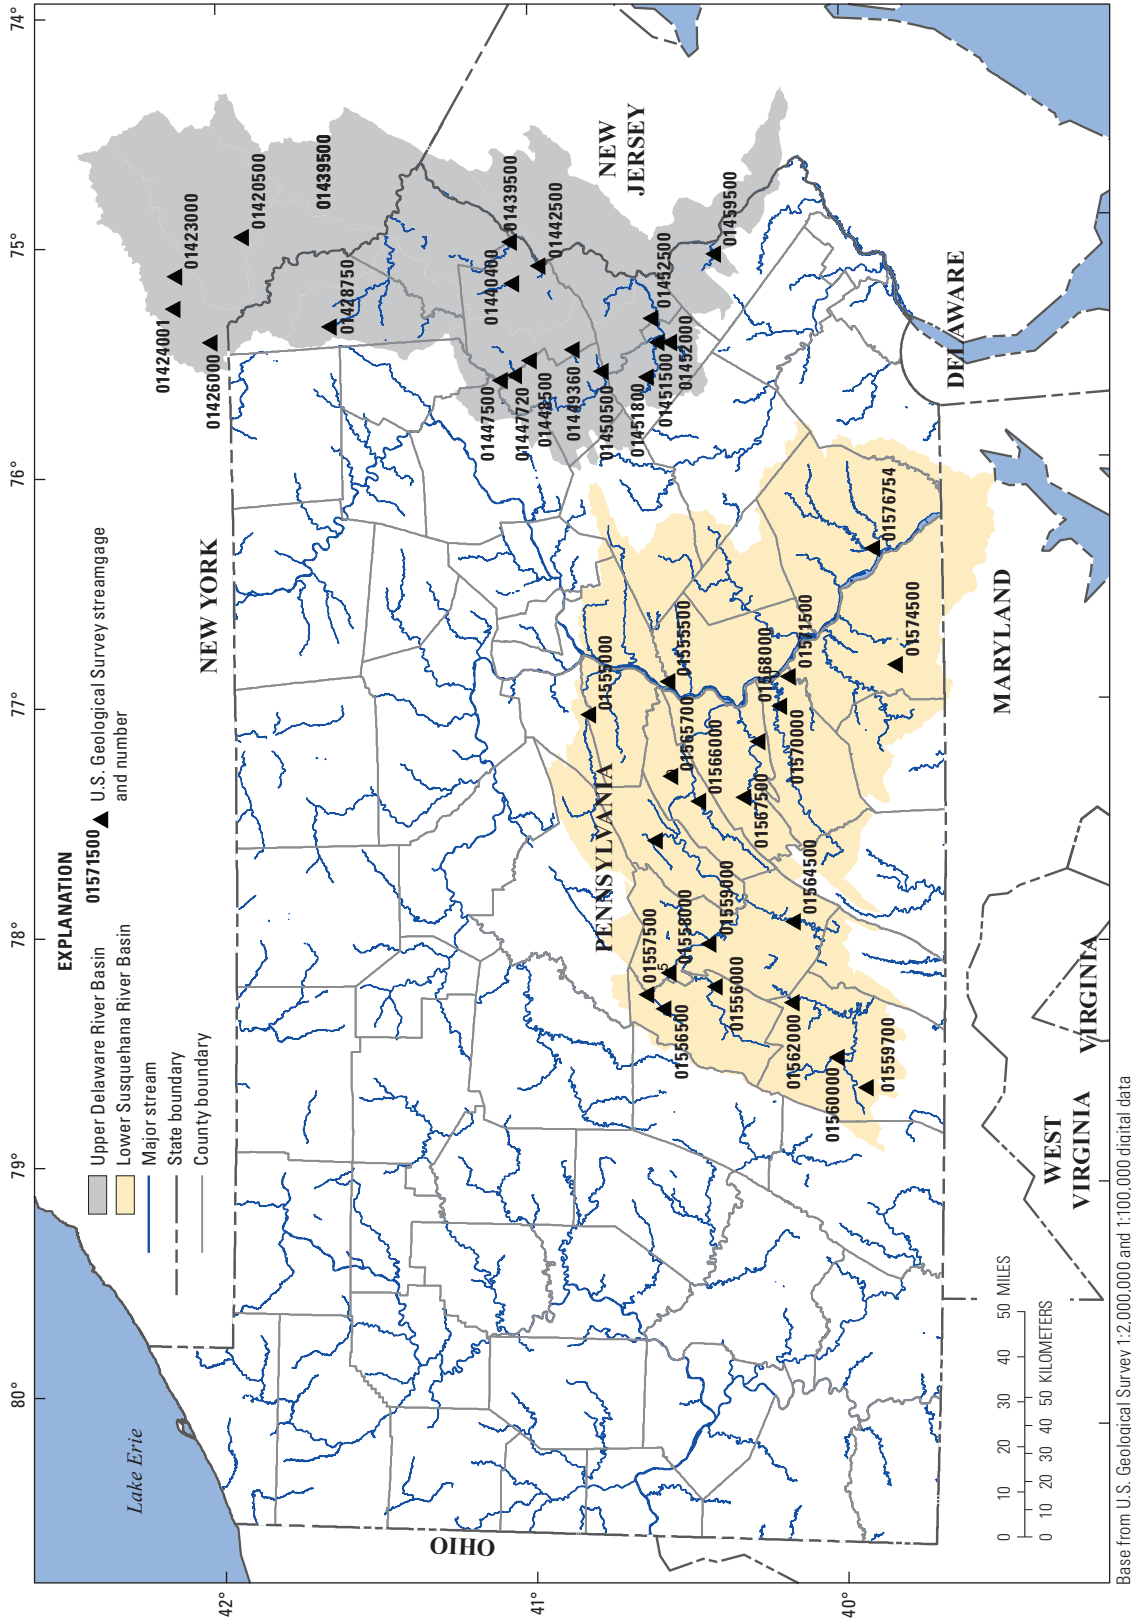 80°
79°
78°
77°
76°
75°
74°
42°
41°
40°
Lake Erie
EXPLANATION
Upper Delaware River Basin
Lower Susquehana River Basin
Major stream
State boundary
County boundary
01571500
U.S. Geological Survey streamgage
and number
NEW YORK
PENNSYLVANIA
OHIO
NEW
JERSEY
DELAWARE
MARYLAND
WEST
VIRGINIA
VIRGINIA
01424001
01423000
01426000
01420500
01439500
01428750
01439500
01440400
01442500
01447500
01447720
01448500
01449360
01450500
01451800
01451500
01452000
01452500
01459500
01555000
01555500
01565700
01566000
01568000
01571500
01567500
01570000
01574500
01576754
01557500
01558000
5
01559000
01556500
01556000
01564500
01562000
01560000
01559700
0 10 20 30 40 50 MILES
0 10 20 30 40 50 KILOMETERS
Base from U.S. Geological Survey 1:2,000,000 and 1:100,000 digital data